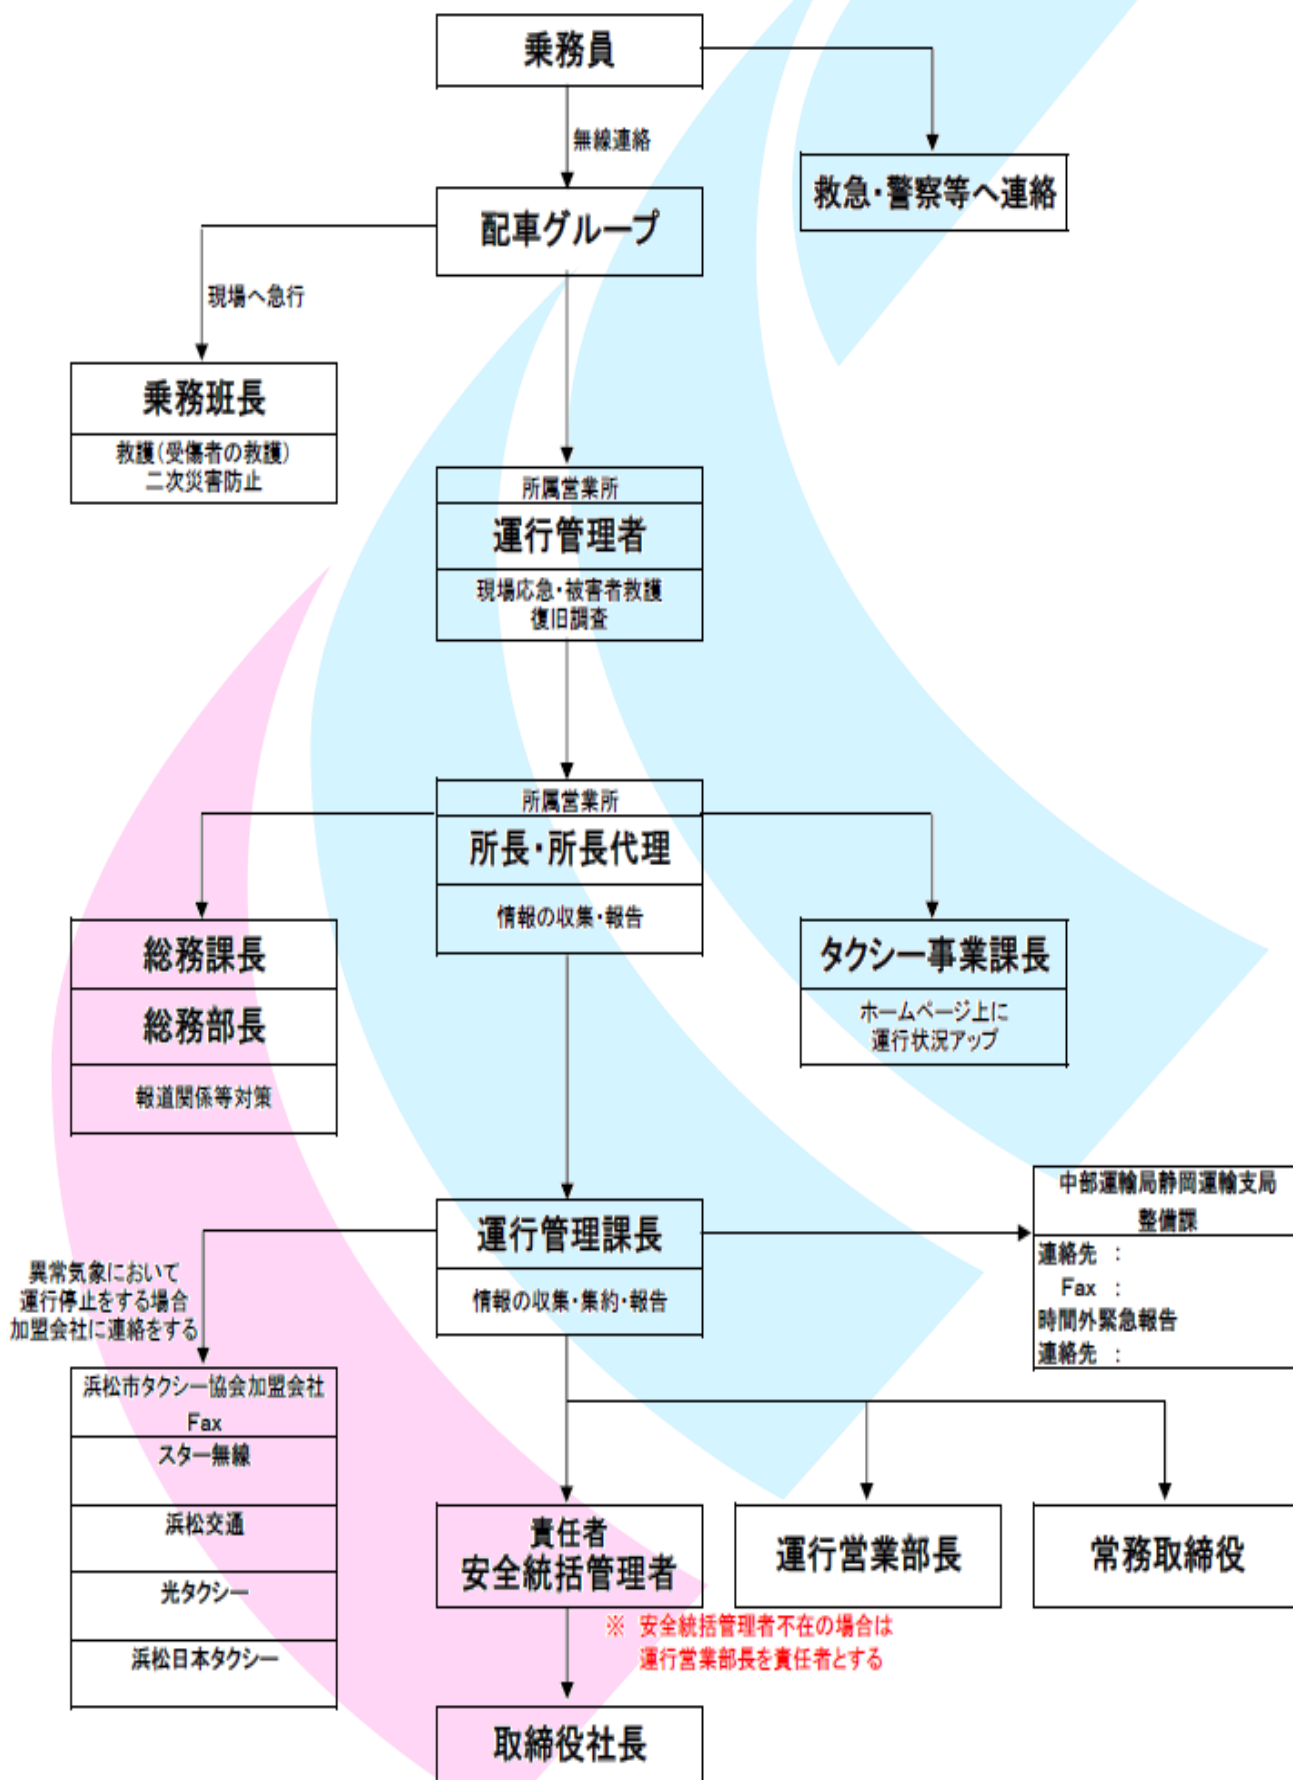 乗務員
無線連絡
救急・警察等へ連絡
配車グループ
現場へ急行
乗務班長
救護（受傷者の救護）
二次災害防止
所属営業所
運行管理者
現場応急・被害者救護
復旧調査
所属営業所
所長・所長代理
情報の収集・報告
総務課長
総務部長
報道関係等対策
タクシー事業課長
ホームページ上に
運行状況アップ
運行管理課長
情報の収集・集約・報告
中部運輸局静岡運輸支局
整備課
連絡先 ：
Fax ：
時間外緊急報告
連絡先 ：
異常気象において
運行停止をする場合
加盟会社に連絡をする
浜松市タクシー協会加盟会社
Fax
スター無線
浜松交通
光タクシー
浜松日本タクシー
責任者
安全統括管理者
運行営業部長
常務取締役
※ 安全統括管理者不在の場合は
運行営業部長を責任者とする
取締役社長